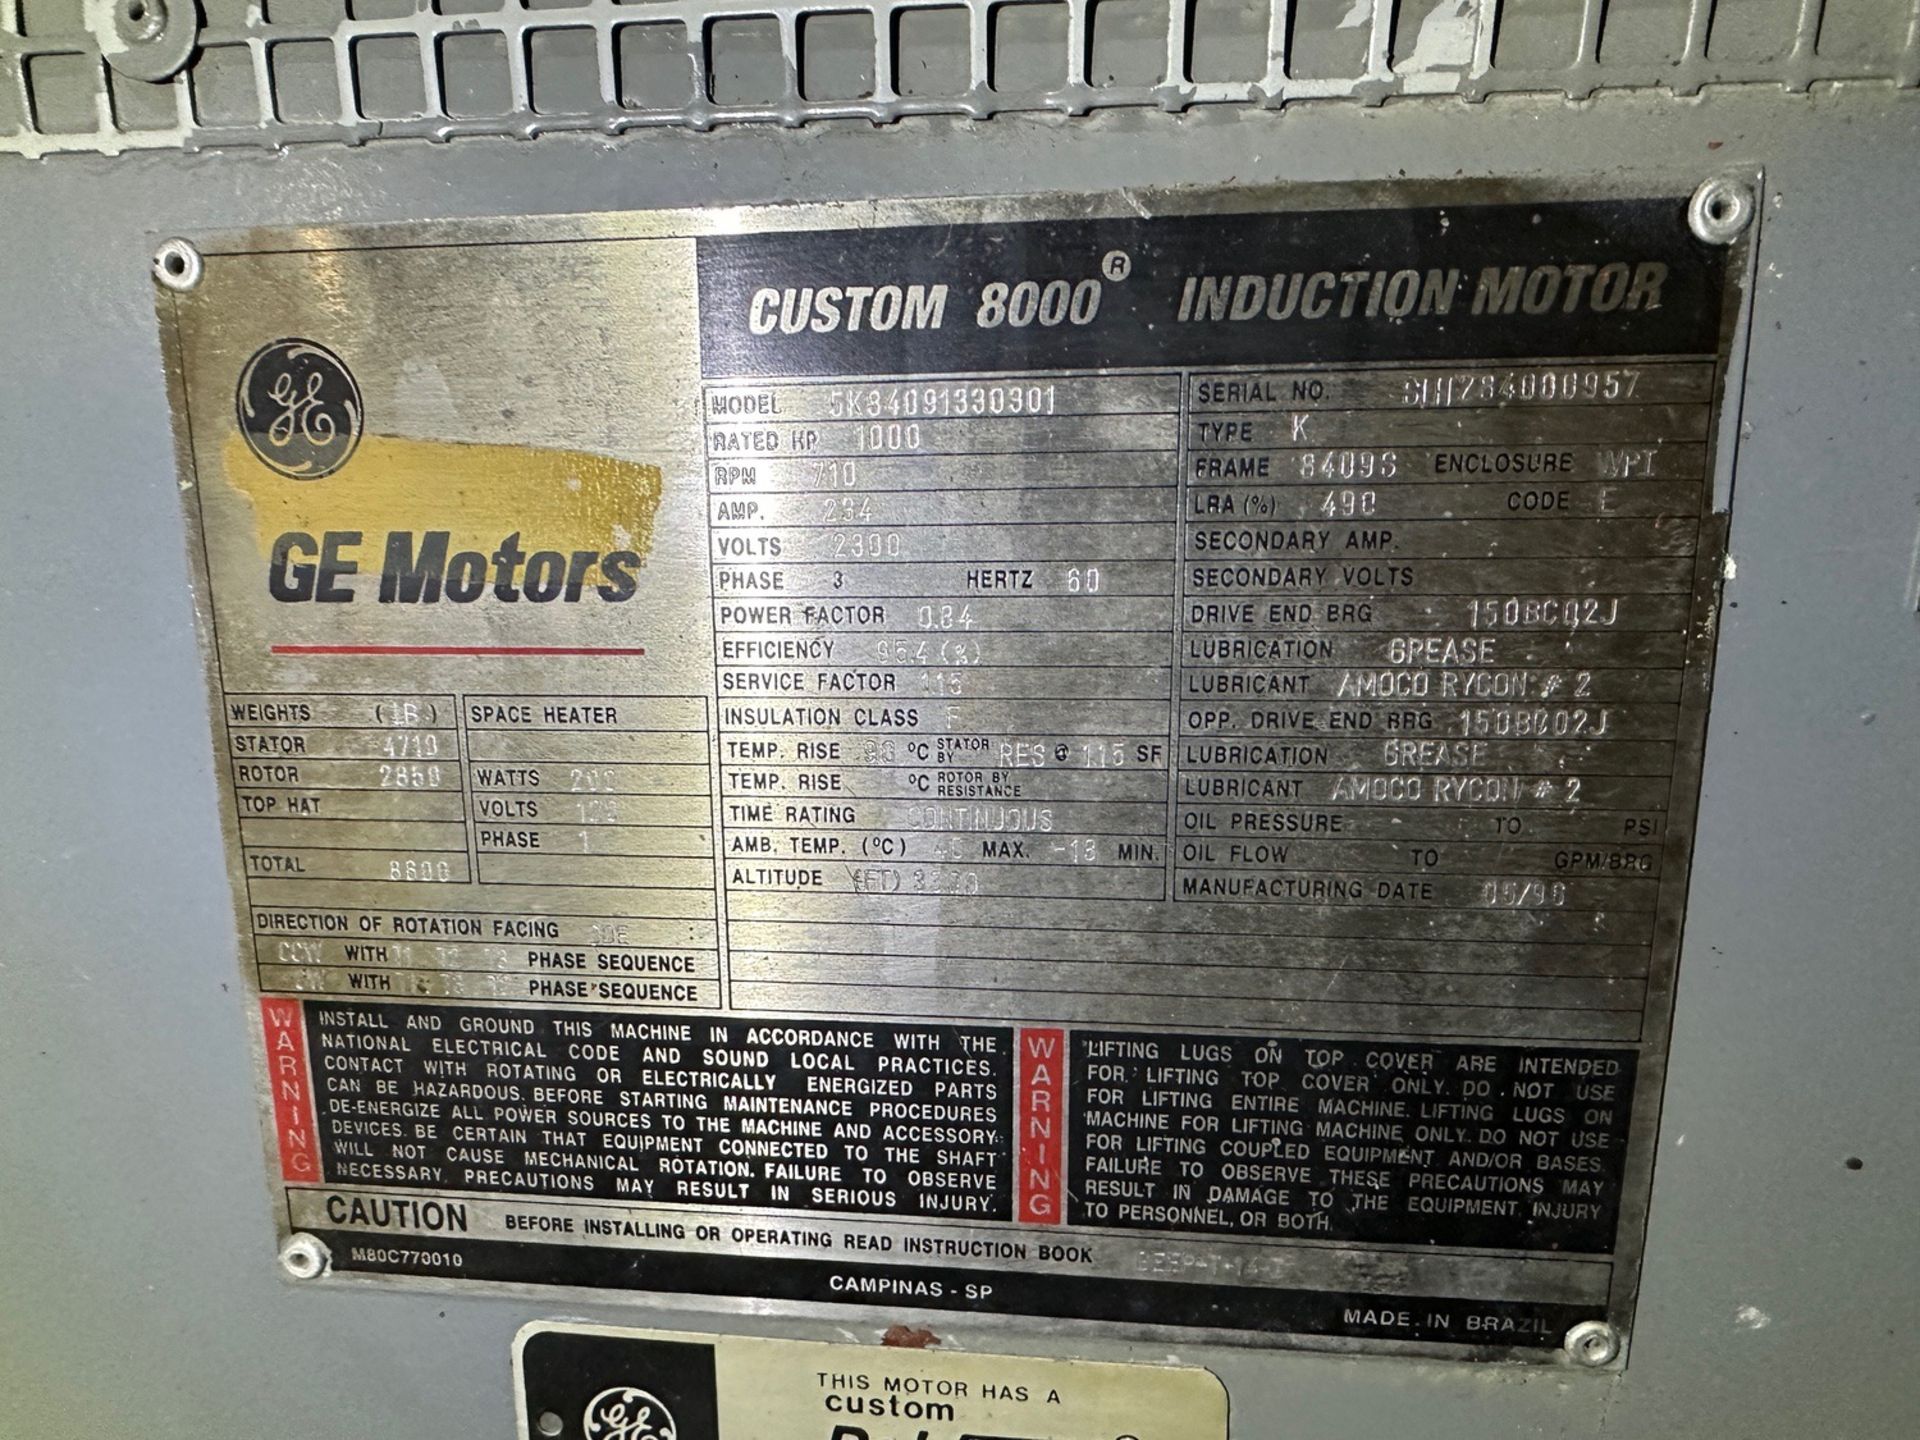 CUSTOM 8000® INDUCTION MOTOR
GE
GE Motors
MODEL 5K84091330301
RATED HP 1000
RPM 710
AMP. 234
VOLTS 2300
PHASE 3 HERTZ 60
POWER FACTOR 0.84
EFFICIENCY 95.4 (%)
SERVICE FACTOR 1.15
INSULATION CLASS F
TEMP. RISE 90 °C STATOR BY RES @ 1.15 SF
TEMP. RISE °C ROTOR BY RESISTANCE
TIME RATING CONTINUOUS
AMB. TEMP. (°C) 40 MAX. -18 MIN.
ALTITUDE (FT)
SERIAL NO.
TYPE K
FRAME 8409S ENCLOSURE WPI
LRA (%) 490 CODE E
SECONDARY AMP.
SECONDARY VOLTS
DRIVE END BRG 150BC02J
LUBRICATION GREASE
LUBRICANT AMOCO RYCON # 2
OPP. DRIVE END BRG 150BC02J
LUBRICATION GREASE
LUBRICANT AMOCO RYCON # 2
OIL PRESSURE TO PSI
OIL FLOW TO GPM/BRG
MANUFACTURING DATE
WEIGHTS (LB)
STATOR 4710
ROTOR 2850
TOP HAT
TOTAL 8600
SPACE HEATER
WATTS 200
VOLTS 120
PHASE 1
DIRECTION OF ROTATION FACING ODE
CCW WITH PHASE SEQUENCE
CW WITH PHASE SEQUENCE
WARNING
INSTALL AND GROUND THIS MACHINE IN ACCORDANCE WITH THE
NATIONAL ELECTRICAL CODE AND SOUND LOCAL PRACTICES.
CONTACT WITH ROTATING OR ELECTRICALLY ENERGIZED PARTS
CAN BE HAZARDOUS. BEFORE STARTING MAINTENANCE PROCEDURES
DE-ENERGIZE ALL POWER SOURCES TO THE MACHINE AND ACCESSORY
DEVICES. BE CERTAIN THAT EQUIPMENT CONNECTED TO THE SHAFT
WILL NOT CAUSE MECHANICAL ROTATION. FAILURE TO OBSERVE
NECESSARY PRECAUTIONS MAY RESULT IN SERIOUS INJURY.
WARNING
LIFTING LUGS ON TOP COVER ARE INTENDED
FOR LIFTING TOP COVER ONLY. DO NOT USE
FOR LIFTING ENTIRE MACHINE. LIFTING LUGS ON
MACHINE FOR LIFTING MACHINE ONLY. DO NOT USE
FOR LIFTING COUPLED EQUIPMENT AND/OR BASES.
FAILURE TO OBSERVE THESE PRECAUTIONS MAY
RESULT IN DAMAGE TO THE EQUIPMENT, INJURY
TO PERSONNEL, OR BOTH.
CAUTION BEFORE INSTALLING OR OPERATING READ INSTRUCTION BOOK
M80C770010
CAMPINAS - SP
MADE IN BRAZIL
GE
THIS MOTOR HAS A
custom